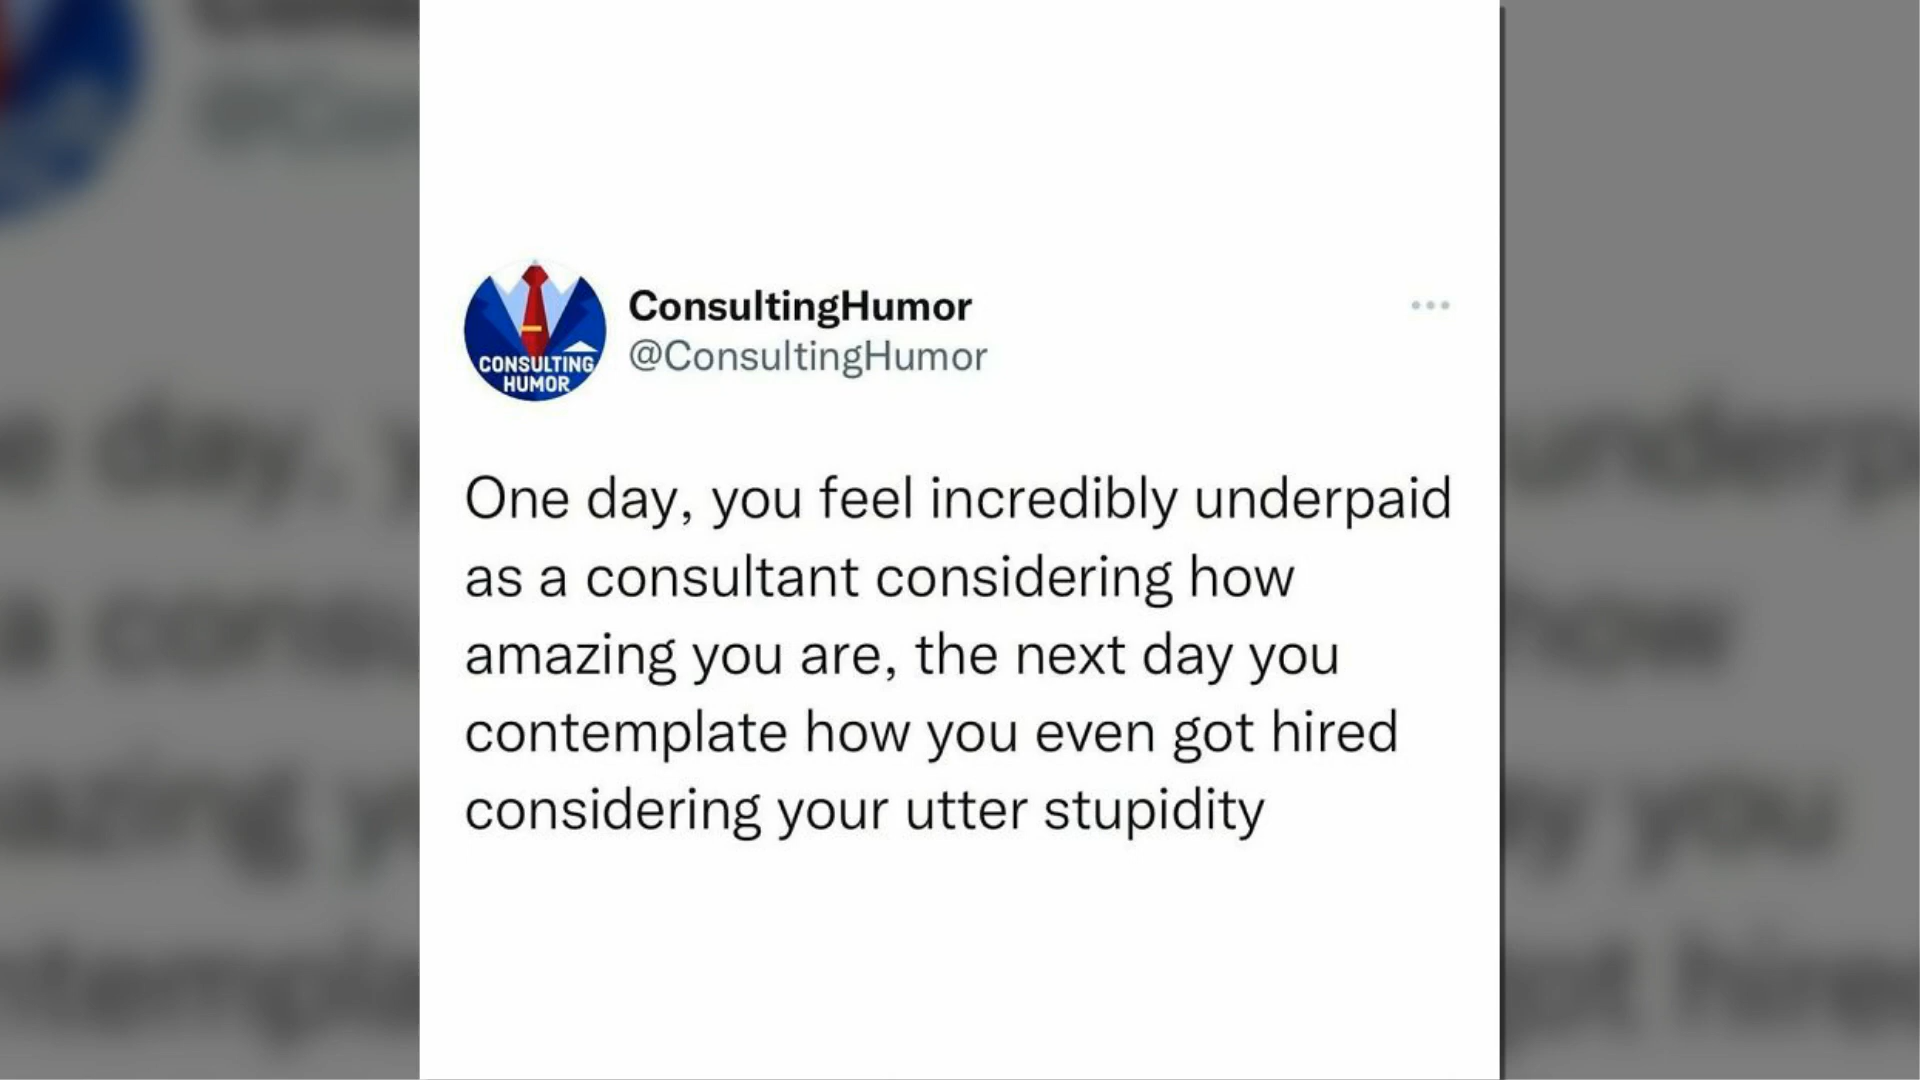 ConsultingHumor
@ConsultingHumor
CONSULTING
HUMOR
One day, you feel incredibly underpaid
as a consultant considering how
amazing you are, the next day you
contemplate how you even got hired
considering your utter stupidity